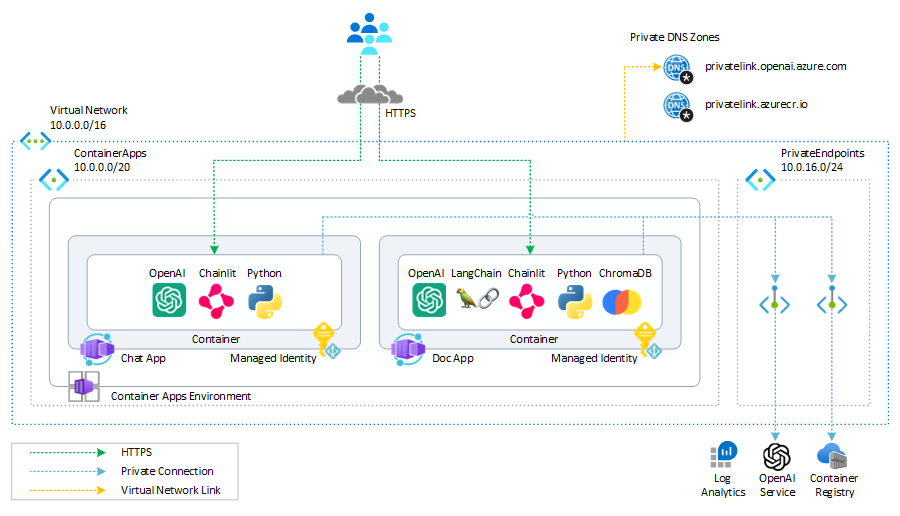 Private DNS Zones
privatelink.openai.azure.com
DNS
privatelink.azurecr.io
DNS
HTTPS
Virtual Network
10.0.0.0/16
ContainerApps
10.0.0.0/20
PrivateEndpoints
10.0.16.0/24
OpenAI Chainlit Python
OpenAI LangChain Chainlit Python ChromaDB
Container
Container
Chat App
Managed Identity
Doc App
Managed Identity
Container Apps Environment
HTTPS
Private Connection
Virtual Network Link
Log
Analytics
OpenAI
Service
Container
Registry